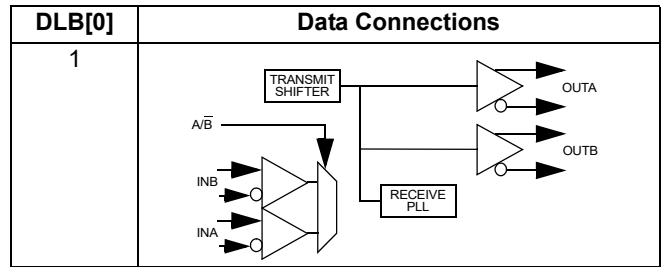 DLB[0] Data Connections
1
TRANSMIT
SHIFTER
OUTA
A/B̅
OUTB
INB
RECEIVE
PLL
INA